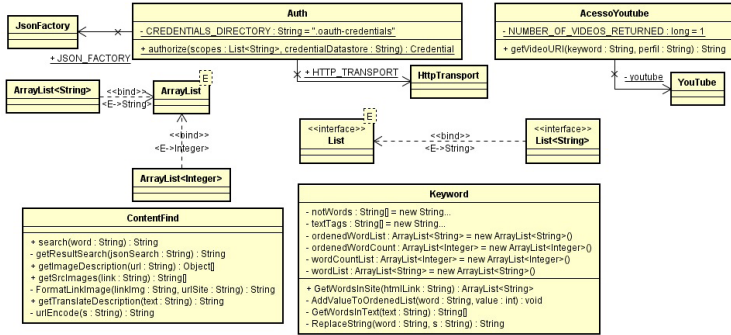 JsonFactory
+ JSON_FACTORY
Auth
- CREDENTIALS_DIRECTORY : String = ".oauth-credentials"
+ authorize(scopes : List<String>, credentialDatastore : String) : Credential
+ HTTP_TRANSPORT
HttpTransport
AcessoYoutube
- NUMBER_OF_VIDEOS_RETURNED : long = 1
+ getVideoURl(keyword : String, perfil : String) : String
- youtube
YouTube
ArrayList<String>
<<bind>>
<E->String>
E
ArrayList
<<bind>>
<E->Integer>
ArrayList<Integer>
E
<<interface>>
List
<<bind>>
<E->String>
<<interface>>
List<String>
ContentFind
+ search(word : String) : String
- getResultSearch(jsonSearch : String) : String
+ getImageDescription(url : String) : Object[]
+ getSrcImages(link : String) : String[]
- FormatLinkImage(linkImg : String, urlSite : String) : String
+ getTranslateDescription(text : String) : String
- urlEncode(s : String) : String
Keyword
- notWords : String[] = new String...
- textTags : String[] = new String...
- ordenedWordList : ArrayList<String> = new ArrayList<String>()
- ordenedWordCount : ArrayList<Integer> = new ArrayList<Integer>()
- wordCountList : ArrayList<Integer> = new ArrayList<Integer>()
- wordList : ArrayList<String> = new ArrayList<String>()
+ GetWordsInSite(htmlLink : String) : ArrayList<String>
- AddValueToOrdenedList(word : String, value : int) : void
- GetWordsInText(text : String) : String[]
- ReplaceString(word : String, s : String) : String